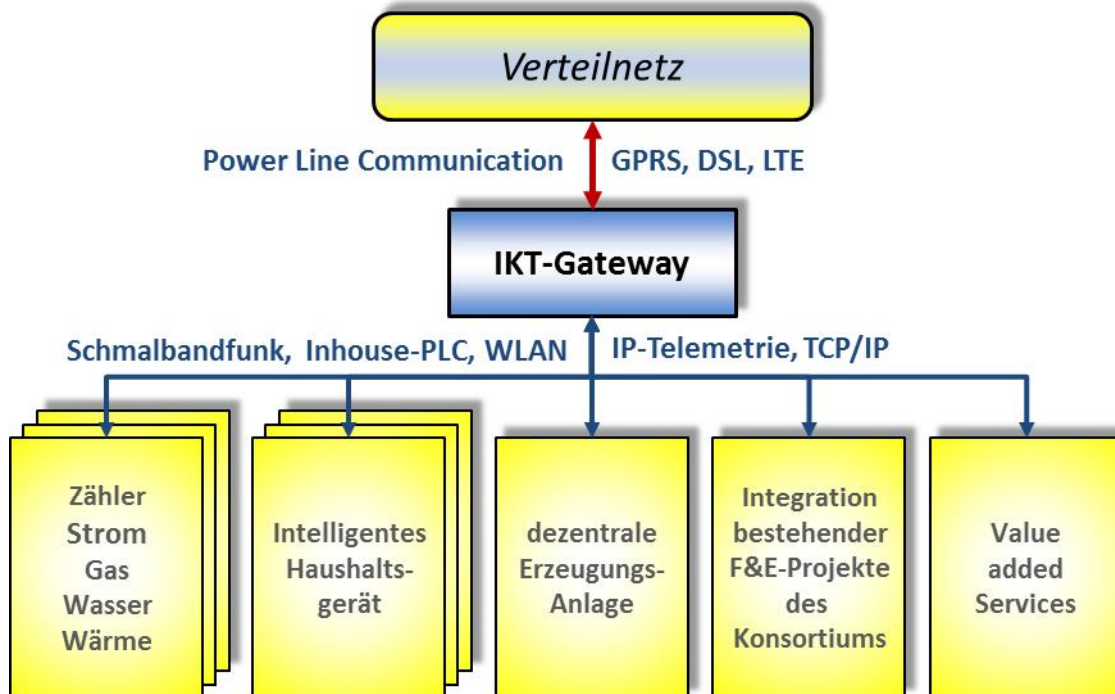 Verteilnetz
Power Line Communication
GPRS, DSL, LTE
IKT-Gateway
Schmalbandfunk, Inhouse-PLC, WLAN
IP-Telemetrie, TCP/IP
Zähler
Strom
Gas
Wasser
Wärme
Intelligentes
Haushalts-
gerät
dezentrale
Erzeugungs-
Anlage
Integration
bestehender
F&E-Projekte
des
Konsortiums
Value
added
Services